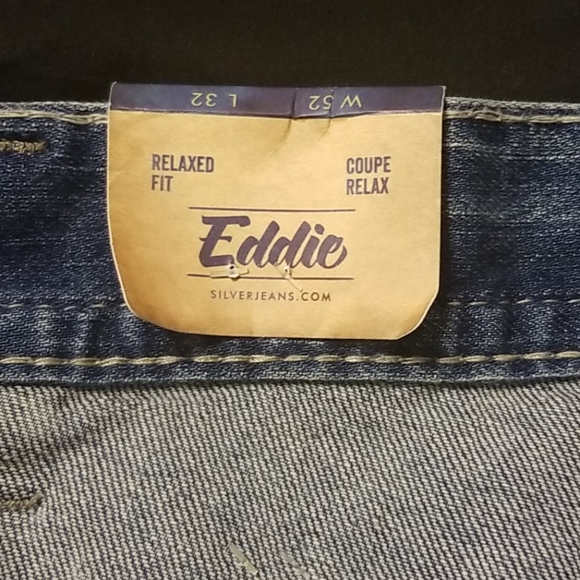 W 52 L 32
RELAXED
FIT
COUPE
RELAX
Eddie
SILVERJEANS.COM